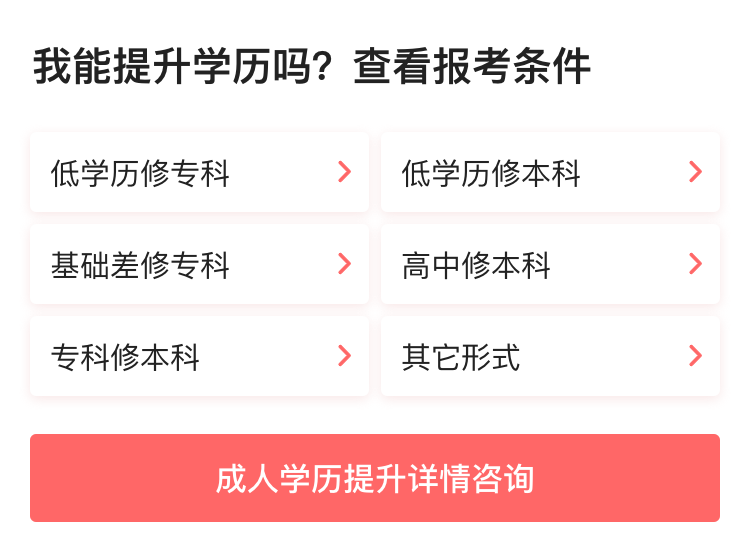 我能提升学历吗？查看报考条件
低学历修专科
低学历修本科
基础差修专科
高中修本科
专科修本科
其它形式
成人学历提升详情咨询